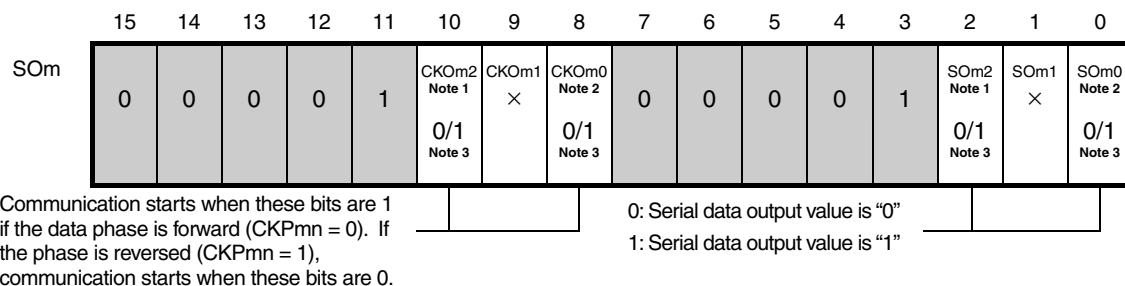 15 14 13 12 11 10 9 8 7 6 5 4 3 2 1 0
SOm 0 0 0 0 1 CKOm2 Note 1 0/1 Note 3 CKOm1 × CKOm0 Note 2 0/1 Note 3 0 0 0 0 1 SOm2 Note 1 0/1 Note 3 SOm1 × SOm0 Note 2 0/1 Note 3
Communication starts when these bits are 1
if the data phase is forward (CKPmn = 0). If
the phase is reversed (CKPmn = 1),
communication starts when these bits are 0.
0: Serial data output value is “0”
1: Serial data output value is “1”